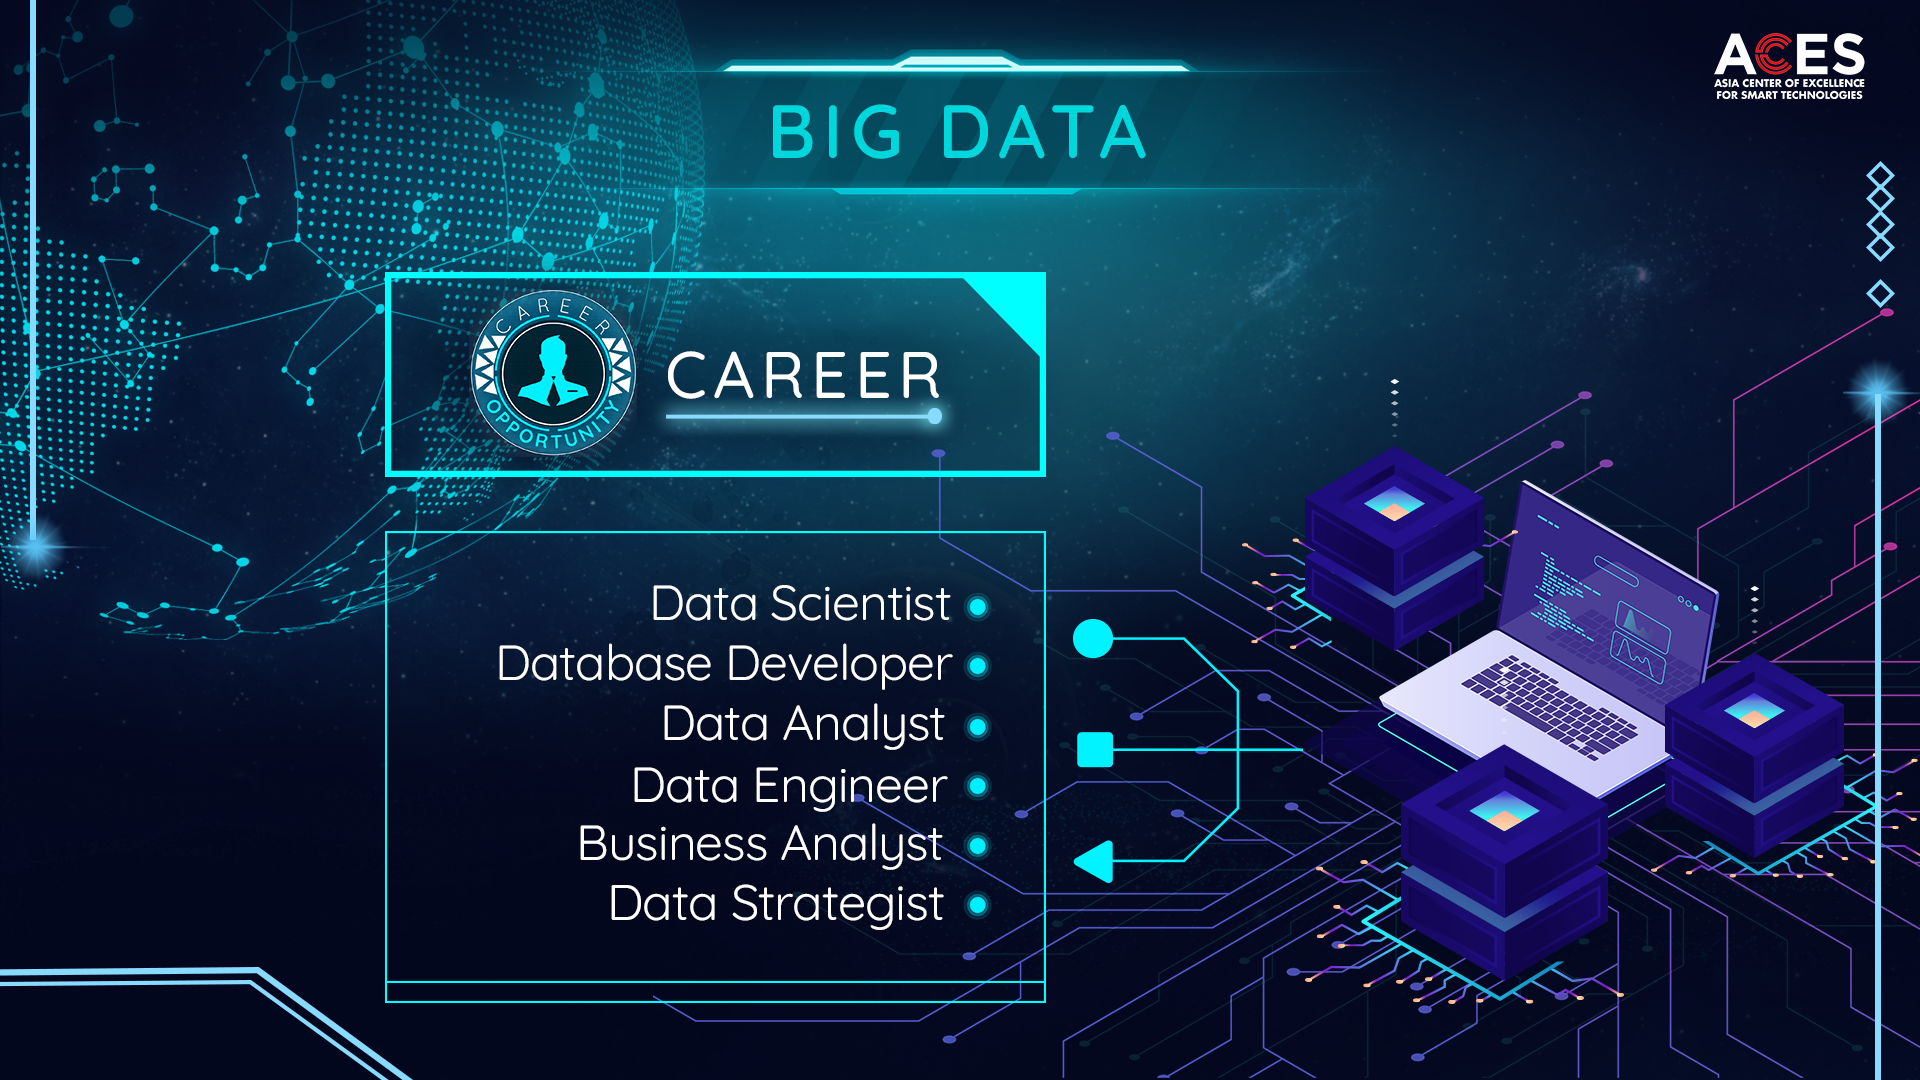 ACES
ASIA CENTER OF EXCELLENCE
FOR SMART TECHNOLOGIES
BIG DATA
CAREER
OPPORTUNITY
CAREER
Data Scientist
Database Developer
Data Analyst
Data Engineer
Business Analyst
Data Strategist